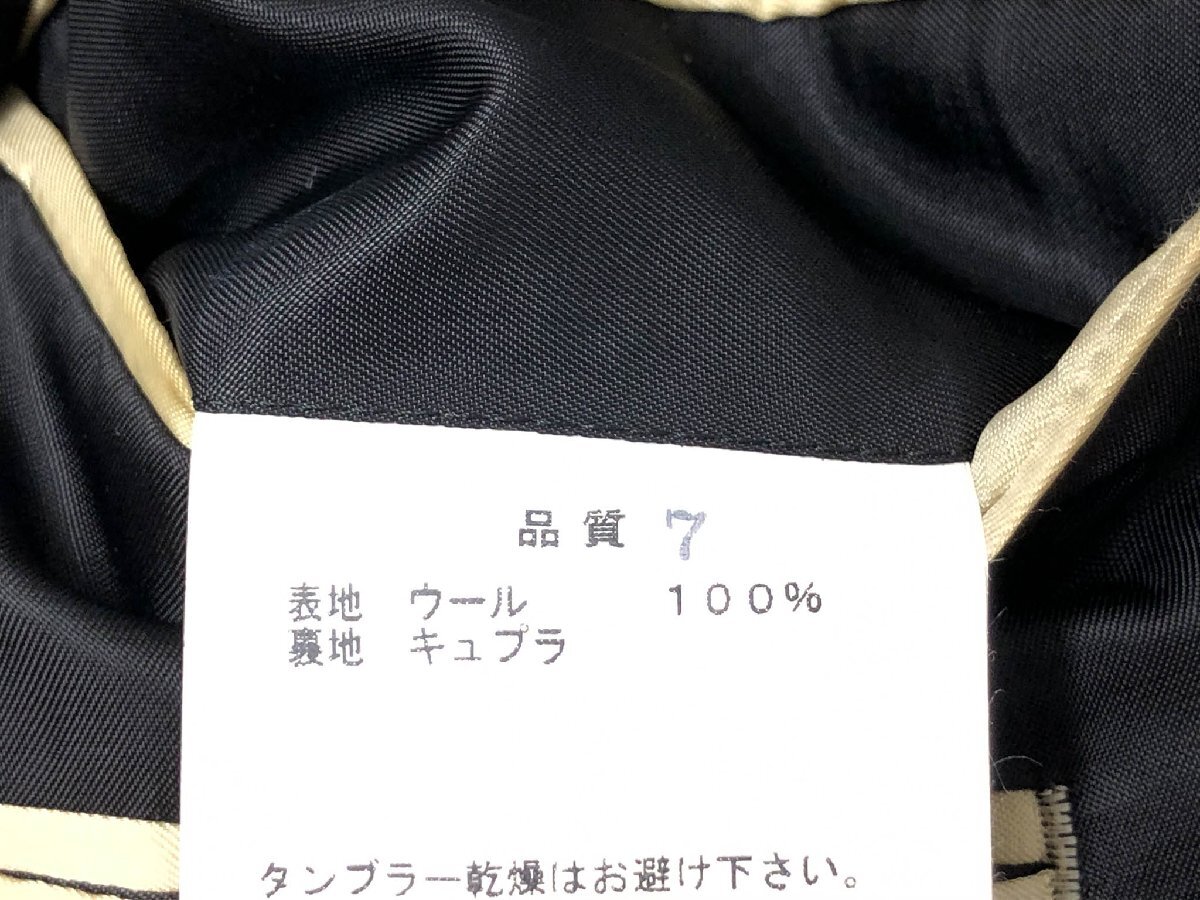 品質 7
表地 ウール 100%
裏地 キュプラ
タンブラー乾燥はお避け下さい。